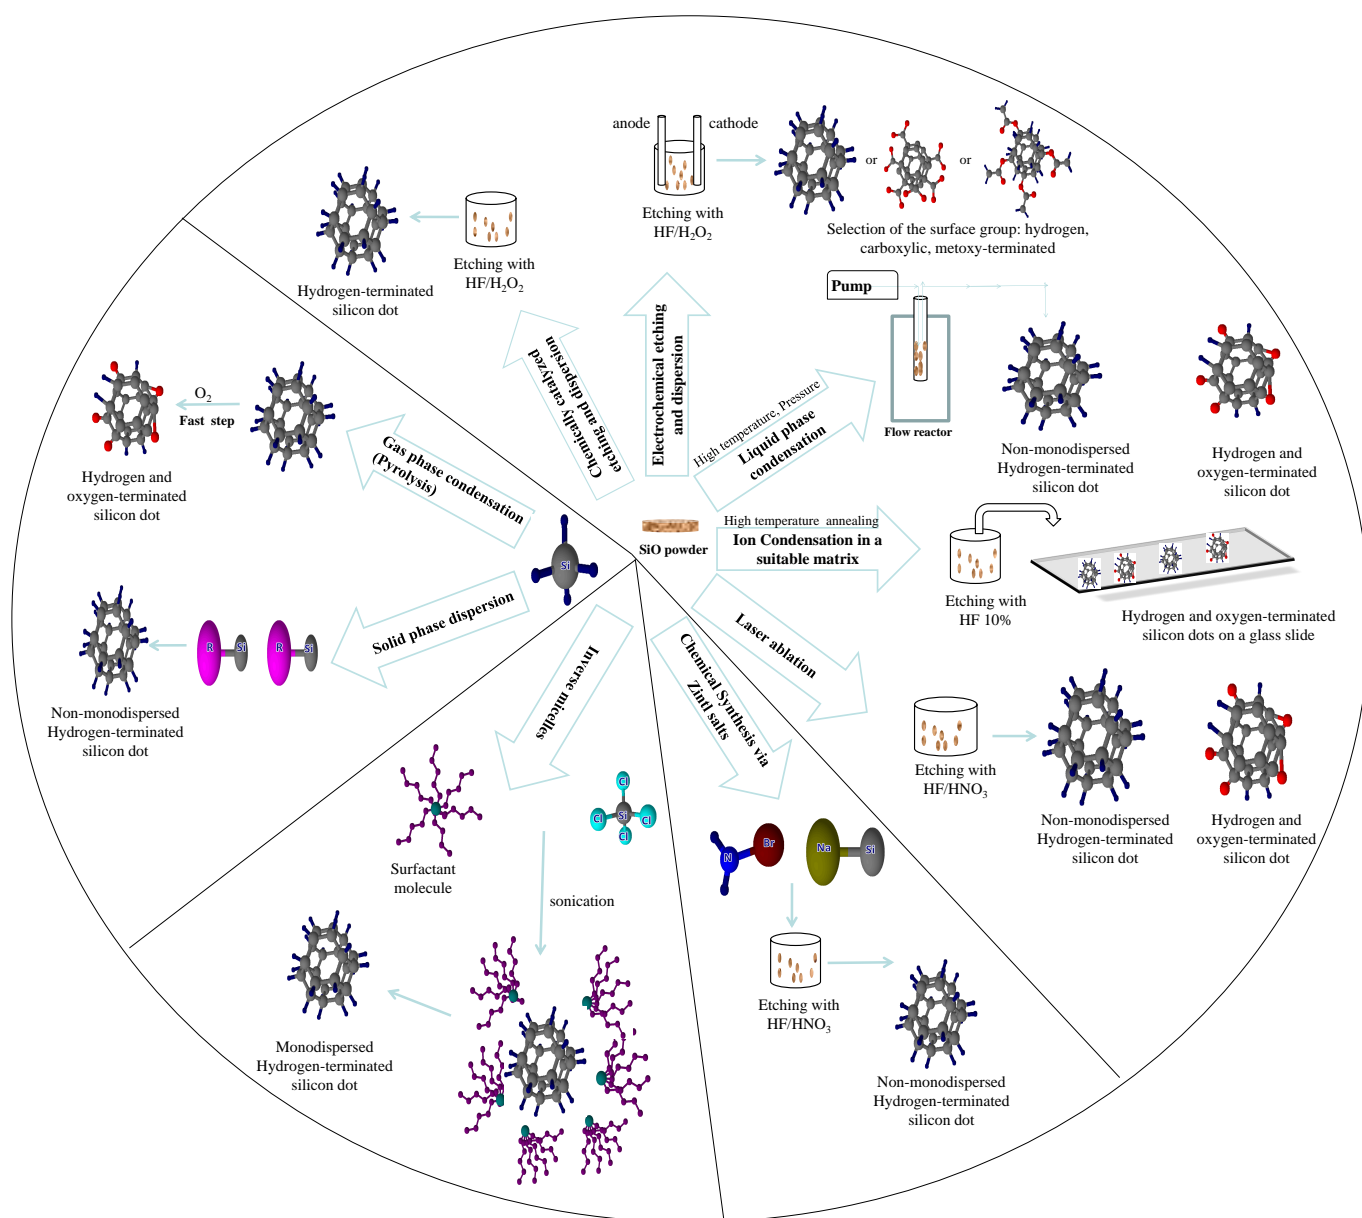 anode
cathode
or
or
Etching with
HF/H₂O₂
Selection of the surface group: hydrogen,
carboxylic, metoxy-terminated
Etching with
HF/H₂O₂
Hydrogen-terminated
silicon dot
Chemically catalyzed
etching and dispersion
Electrochemical etching
and dispersion
Pump
Flow reactor
High temperature, Pressure
Liquid phase
condensation
Non-monodispersed
Hydrogen-terminated
silicon dot
Hydrogen and
oxygen-terminated
silicon dot
O₂
Fast step
Hydrogen and
oxygen-terminated
silicon dot
Gas phase condensation
(Pyrolysis)
Si
SiO powder
High temperature annealing
Ion Condensation in a
suitable matrix
Etching with
HF 10%
Hydrogen and oxygen-terminated
silicon dots on a glass slide
Solid phase dispersion
R
Si
R
Si
Non-monodispersed
Hydrogen-terminated
silicon dot
Inverse micelles
Chemical Synthesis via
Zintl salts
Laser ablation
Etching with
HF/HNO₃
Non-monodispersed
Hydrogen-terminated
silicon dot
Hydrogen and
oxygen-terminated
silicon dot
Surfactant
molecule
Cl
Cl
Si
Cl
Cl
sonication
Monodispersed
Hydrogen-terminated
silicon dot
N
Br
Na
Si
Etching with
HF/HNO₃
Non-monodispersed
Hydrogen-terminated
silicon dot